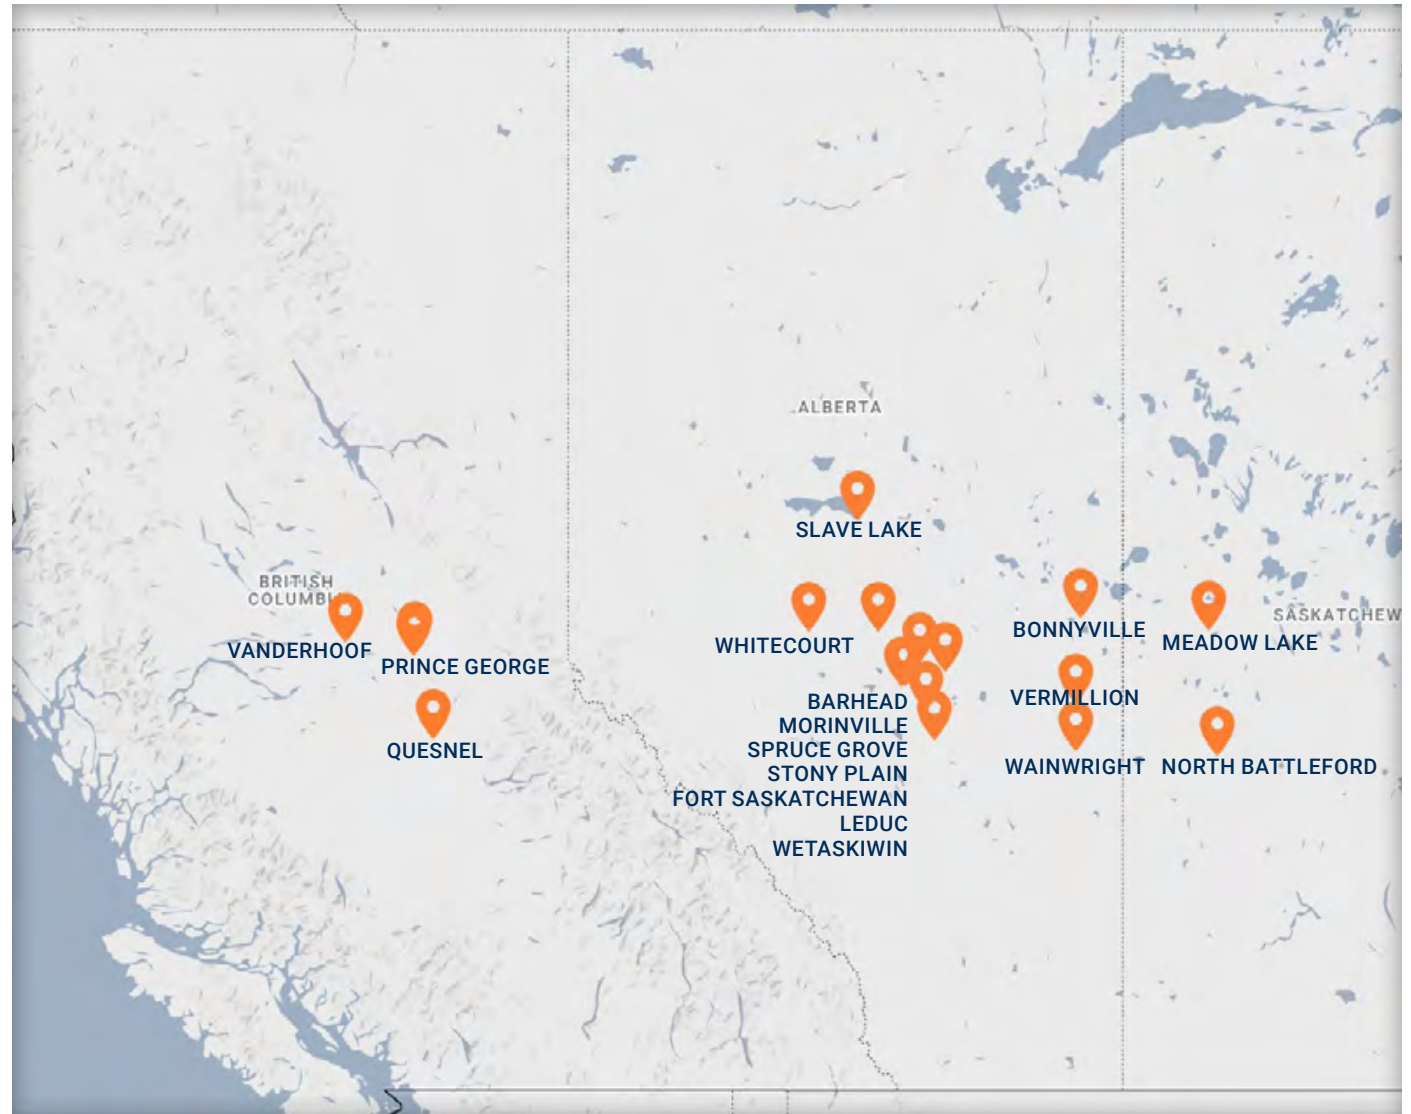 ALBERTA
SLAVE LAKE
BRITISH
COLUMBI
VANDERHOOF
PRINCE GEORGE
QUESNEL
WHITECOURT
BONNYVILLE
MEADOW LAKE
SASKATCHEW
BARHEAD
MORINVILLE
SPRUCE GROVE
STONY PLAIN
FORT SASKATCHEWAN
LEDUC
WETASKIWIN
VERMILLION
WAINWRIGHT
NORTH BATTLEFORD